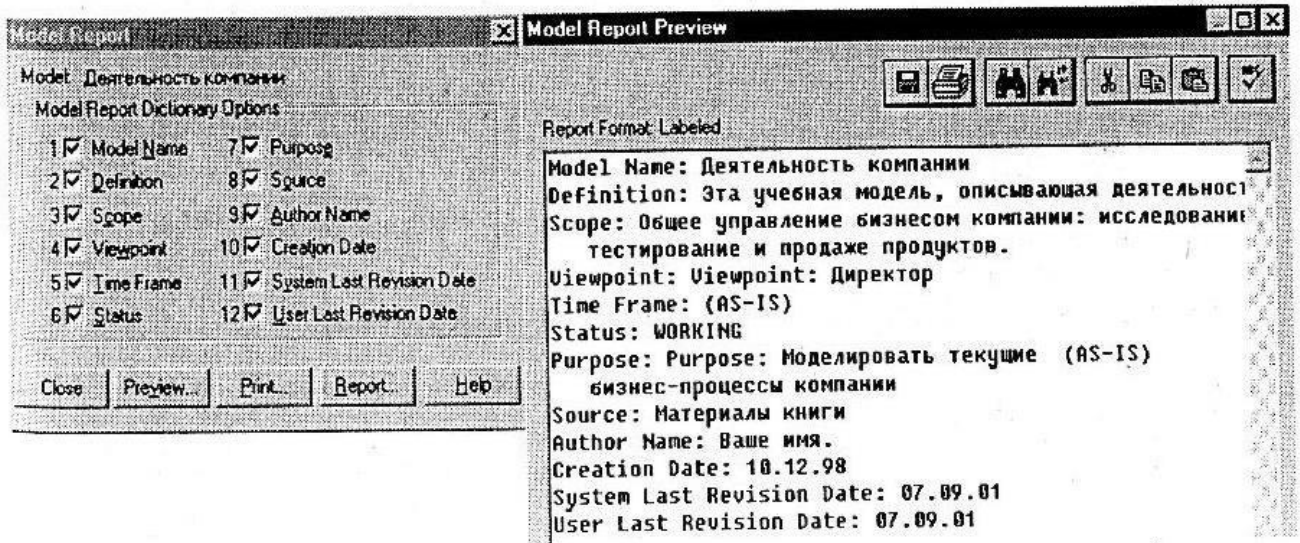 Model Report
Model: Деятельность компании
Model Report Dictionary Options
1 Model Name
2 Definition
3 Scope
4 Viewpoint
5 Time Frame
6 Status
7 Purpose
8 Source
9 Author Name
10 Creation Date
11 System Last Revision Date
12 User Last Revision Date
Close Preview... Print... Report... Help
Model Report Preview
Report Format: Labeled
Model Name: Деятельность компании
Definition: Эта учебная модель, описывающая деятельност
Scope: Общее управление бизнесом компании: исследование
тестирование и продаже продуктов.
Viewpoint: Viewpoint: Директор
Time Frame: (AS-IS)
Status: WORKING
Purpose: Purpose: Моделировать текущие (AS-IS)
бизнес-процессы компании
Source: Материалы книги
Author Name: Ваше имя.
Creation Date: 10.12.98
System Last Revision Date: 07.09.01
User Last Revision Date: 07.09.01